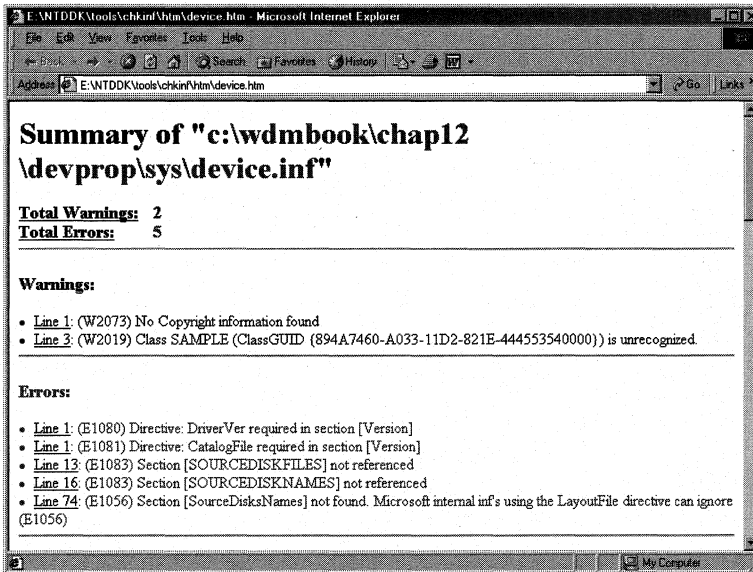 E:\NTDDK\tools\chkinf\htm\device.htm - Microsoft Internet Explorer
File Edit View Favorites Tools Help
Back Search Favorites History
Address E:\NTDDK\tools\chkinf\htm\device.htm Go Links
Summary of "c:\wdmbook\chap12
\devprop\sys\device.inf"
Total Warnings: 2
Total Errors: 5
Warnings:
• Line 1: (W2073) No Copyright information found
• Line 3: (W2019) Class SAMPLE (ClassGUID {894A7460-A033-11D2-821E-444553540000}) is unrecognized.
Errors:
• Line 1: (E1080) Directive: DriverVer required in section [Version]
• Line 1: (E1081) Directive: CatalogFile required in section [Version]
• Line 13: (E1083) Section [SOURCEDISKFILES] not referenced
• Line 16: (E1083) Section [SOURCEDISKNAMES] not referenced
• Line 74: (E1056) Section [SourceDisksNames] not found. Microsoft internal inf's using the LayoutFile directive can ignore
(E1056)
My Computer